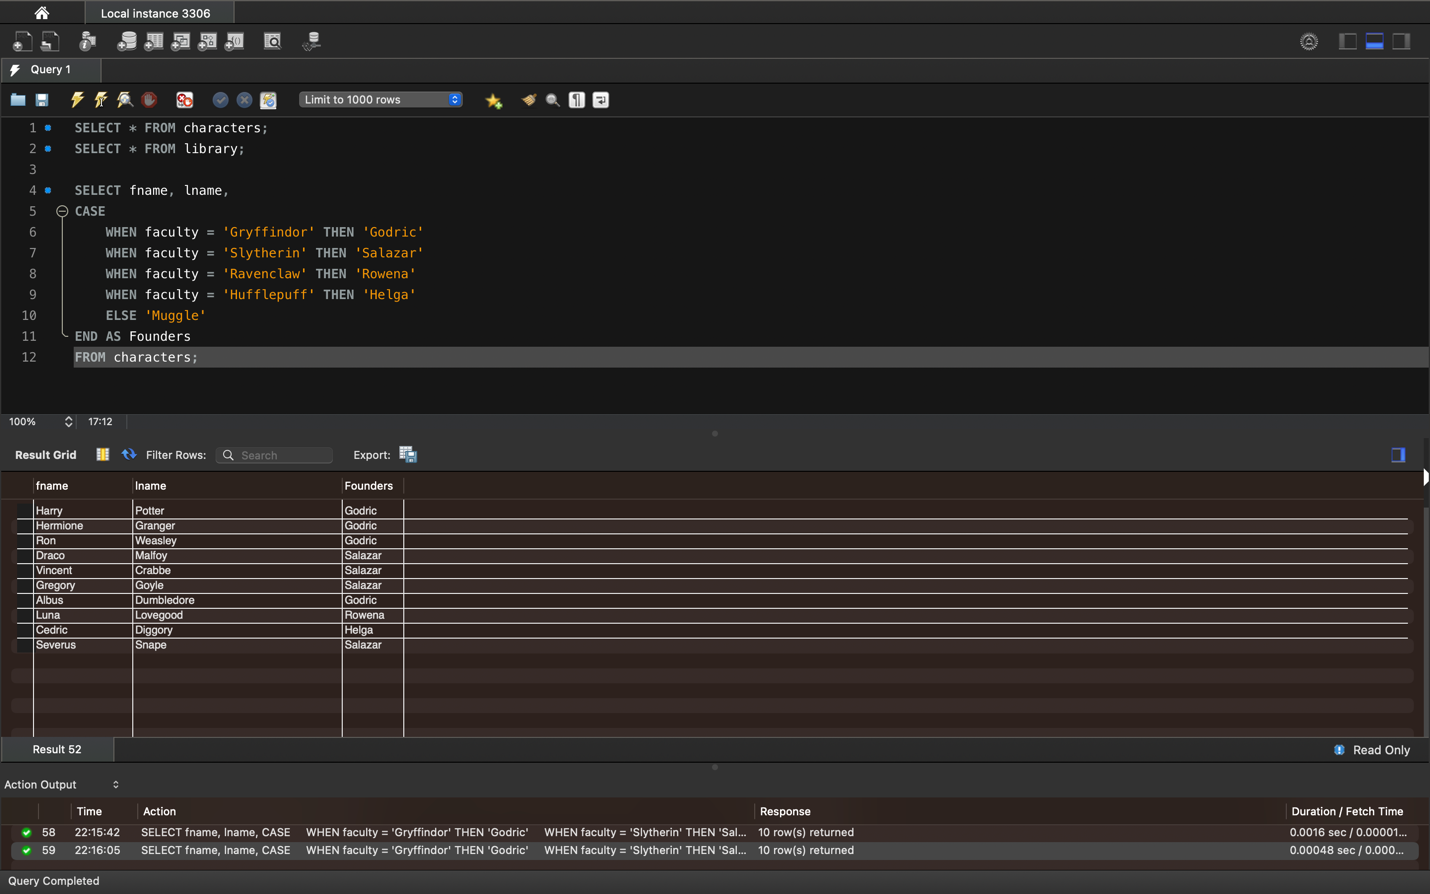 Local instance 3306
Query 1
Limit to 1000 rows
1 SELECT * FROM characters;
2 SELECT * FROM library;
3
4 SELECT fname, lname,
5 CASE
6 WHEN faculty = 'Gryffindor' THEN 'Godric'
7 WHEN faculty = 'Slytherin' THEN 'Salazar'
8 WHEN faculty = 'Ravenclaw' THEN 'Rowena'
9 WHEN faculty = 'Hufflepuff' THEN 'Helga'
10 ELSE 'Muggle'
11 END AS Founders
12 FROM characters;
100% 17:12
Result Grid Filter Rows: Search Export:
fname lname Founders
Harry Potter Godric
Hermione Granger Godric
Ron Weasley Godric
Draco Malfoy Salazar
Vincent Crabbe Salazar
Gregory Goyle Salazar
Albus Dumbledore Godric
Luna Lovegood Rowena
Cedric Diggory Helga
Severus Snape Salazar
Result 52 Read Only
Action Output
Time Action Response Duration / Fetch Time
58 22:15:42 SELECT fname, lname, CASE WHEN faculty = 'Gryffindor' THEN 'Godric' WHEN faculty = 'Slytherin' THEN 'Sal... 10 row(s) returned 0.0016 sec / 0.00001...
59 22:16:05 SELECT fname, lname, CASE WHEN faculty = 'Gryffindor' THEN 'Godric' WHEN faculty = 'Slytherin' THEN 'Sal... 10 row(s) returned 0.00048 sec / 0.000...
Query Completed